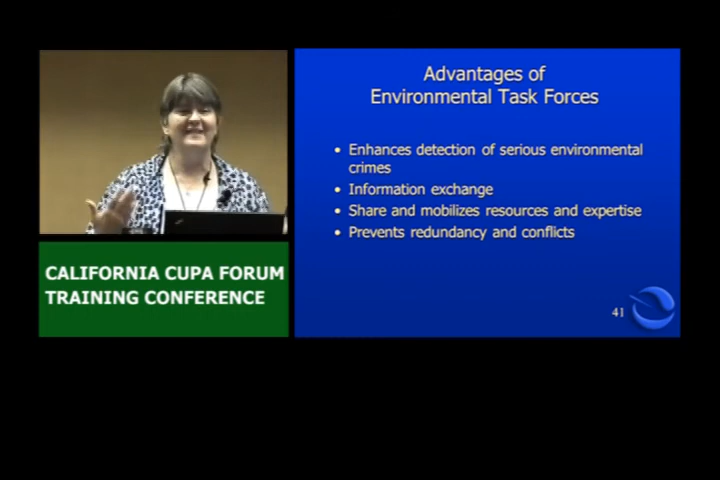 Advantages of
Environmental Task Forces
• Enhances detection of serious environmental
crimes
• Information exchange
• Share and mobilizes resources and expertise
• Prevents redundancy and conflicts
CALIFORNIA CUPA FORUM
TRAINING CONFERENCE
41